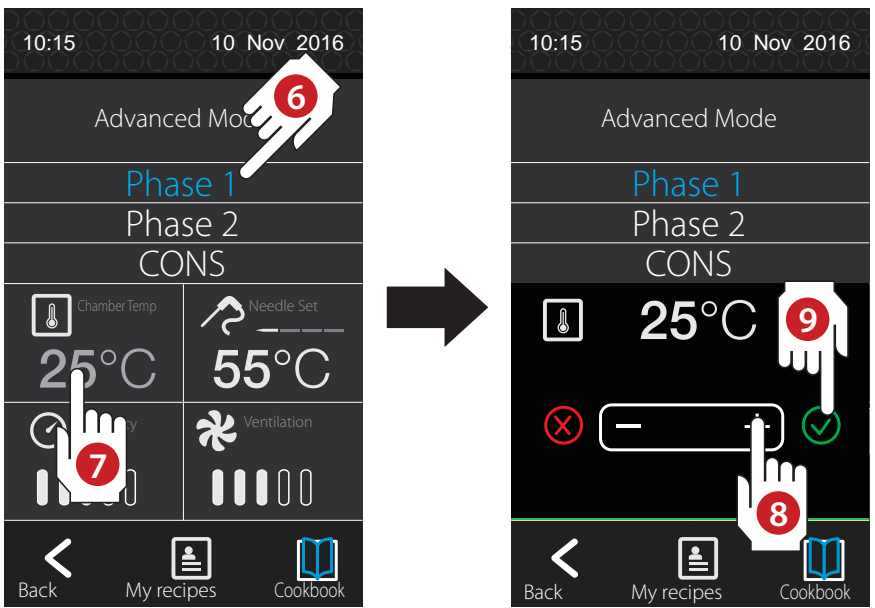 10:15 10 Nov 2016
6
Advanced Mod
Phase 1
Phase 2
CONS
Chamber Temp
25°C
Needle Set
55°C
7
Ventilation
Back
My recipes
Cookbook
10:15 10 Nov 2016
Advanced Mode
Phase 1
Phase 2
CONS
25°C
9
8
Back
My recipes
Cookbook